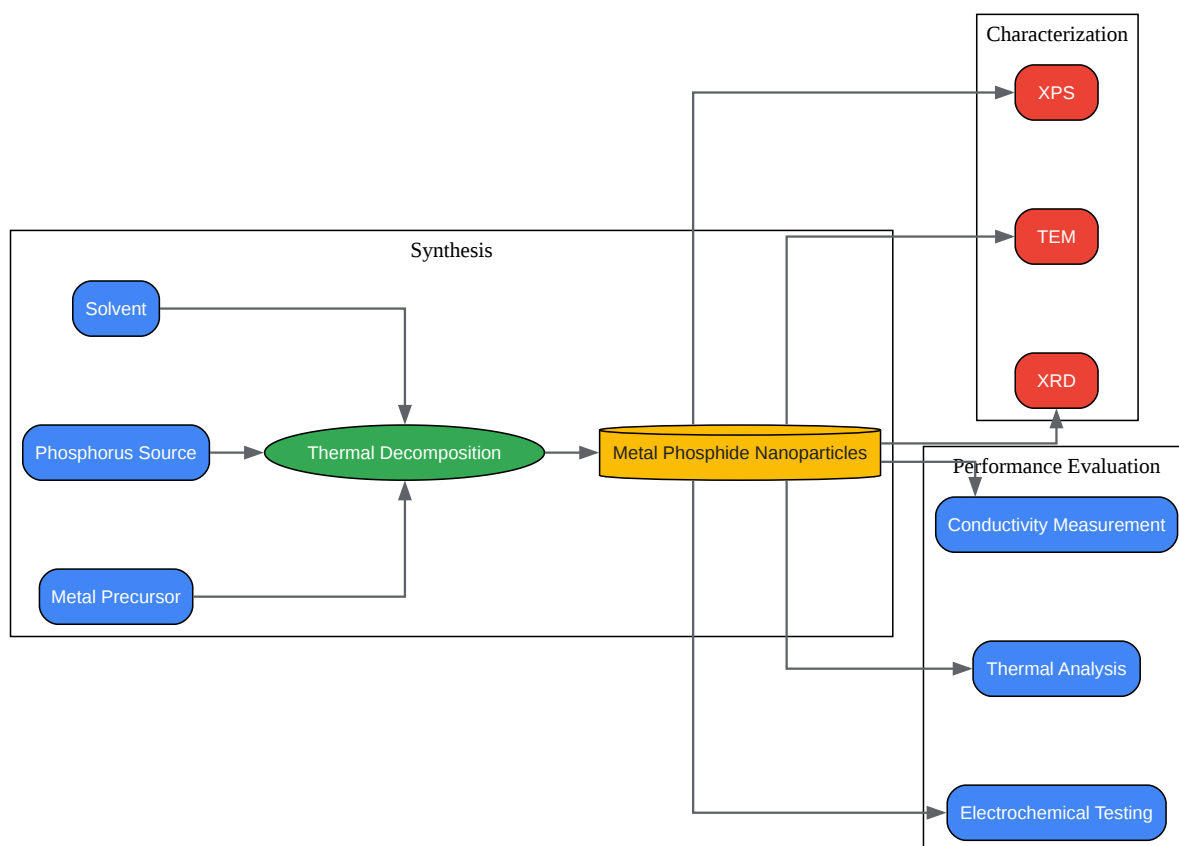 Characterization
XPS
TEM
XRD
Synthesis
Solvent
Phosphorus Source
Thermal Decomposition
Metal Phosphide Nanoparticles
Metal Precursor
Performance Evaluation
Conductivity Measurement
Thermal Analysis
Electrochemical Testing